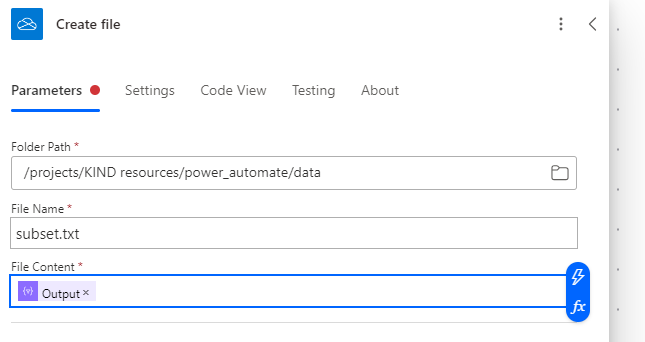 Create file
Parameters Settings Code View Testing About
Folder Path *
/projects/KIND resources/power_automate/data
File Name *
subset.txt
File Content *
{v} Output ×
fx